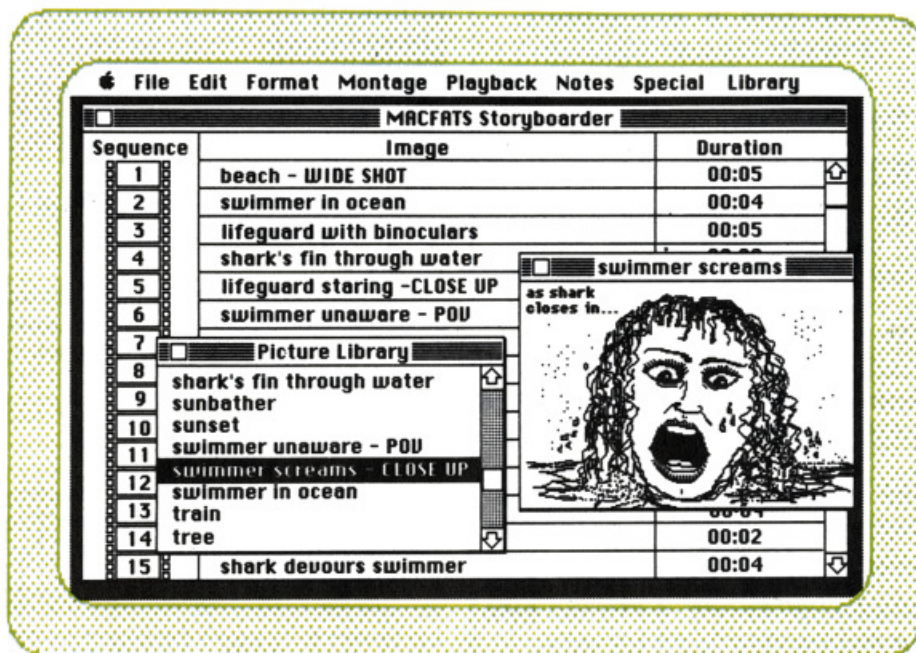 File Edit Format Montage Playback Notes Special Library
MACFATS Storyboarder
Sequence Image Duration
1 beach - WIDE SHOT 00:05
2 swimmer in ocean 00:04
3 lifeguard with binoculars 00:05
4 shark's fin through water
5 lifeguard staring -CLOSE UP
6 swimmer unaware - POV
7
8
9
10
11
12
13 00:04
14 00:02
15 shark devours swimmer 00:04
Picture Library
shark's fin through water
sunbather
sunset
swimmer unaware - POV
swimmer screams - CLOSE UP
swimmer in ocean
train
tree
swimmer screams
as shark
closes in...